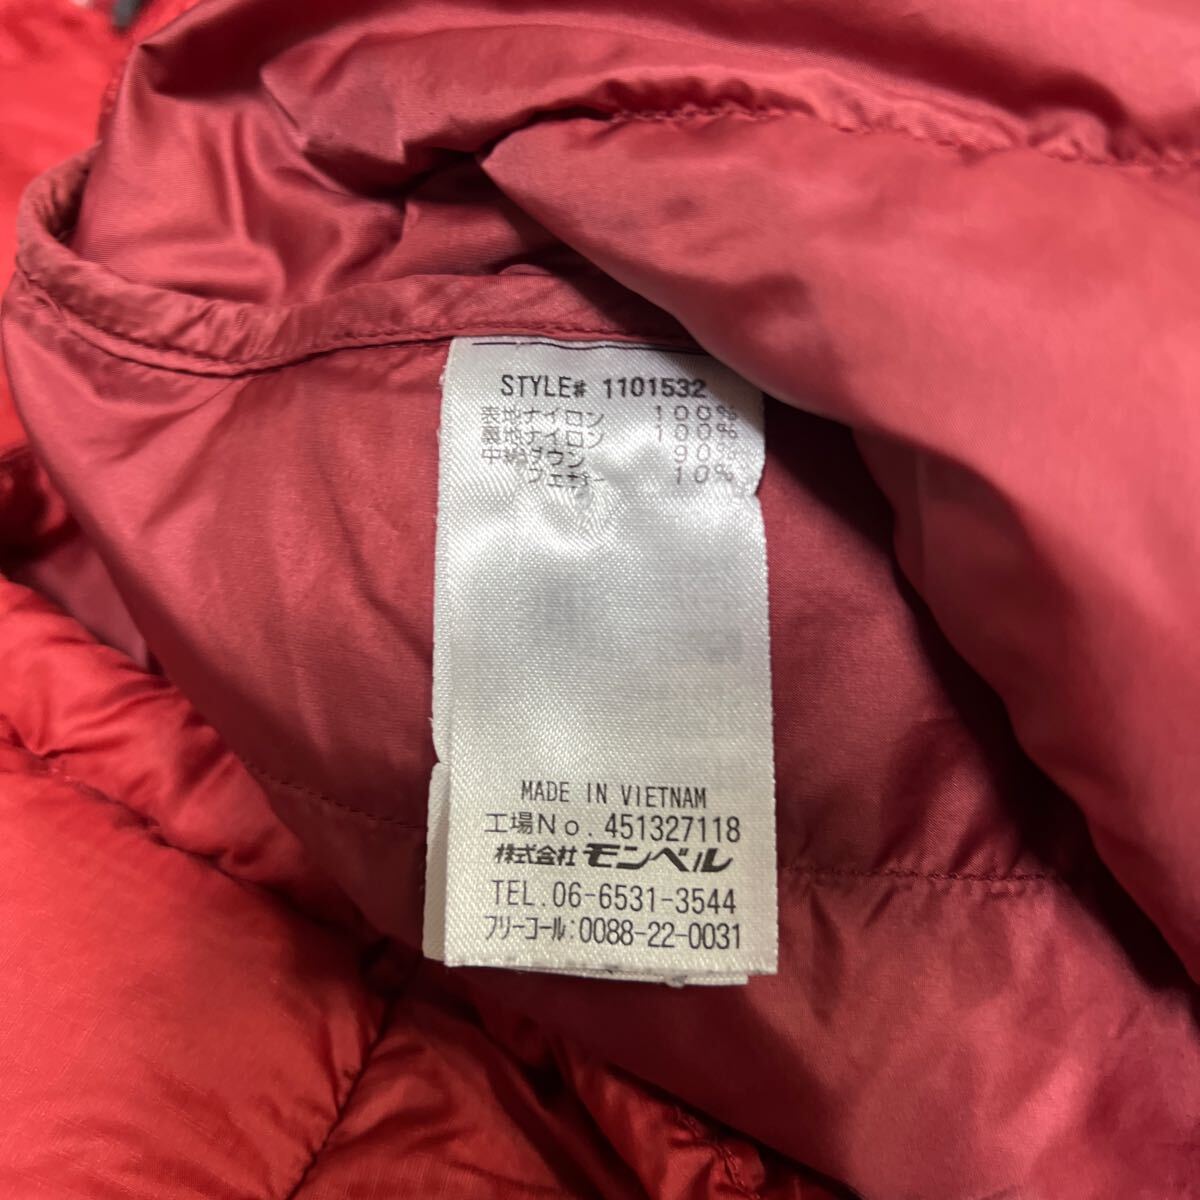 STYLE# 1101532
表地ナイロン 100%
裏地ナイロン 100%
中綿ダウン 90%
フェザー 10%
MADE IN VIETNAM
工場No.451327118
株式会社 モンベル
TEL.06-6531-3544
フリーコール:0088-22-0031